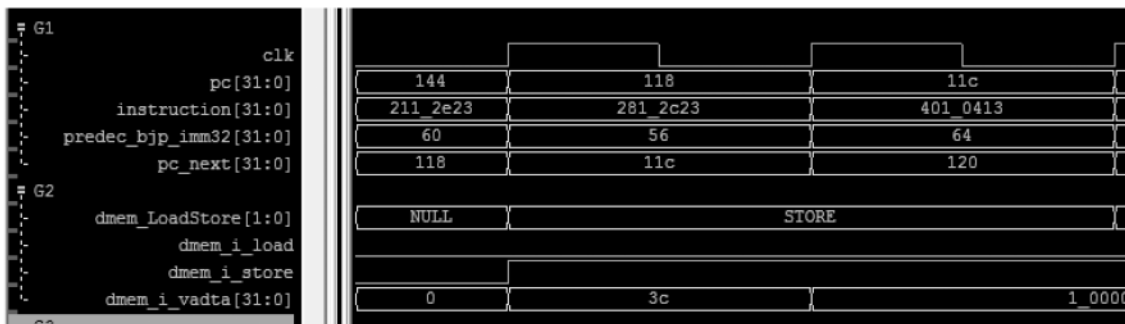 G1
clk
pc[31:0] 144 118 11c
instruction[31:0] 211_2e23 281_2c23 401_0413
predec_bjp_imm32[31:0] 60 56 64
pc_next[31:0] 118 11c 120
G2
dmem_LoadStore[1:0] NULL STORE
dmem_i_load
dmem_i_store
dmem_i_vadta[31:0] 0 3c 1_0000